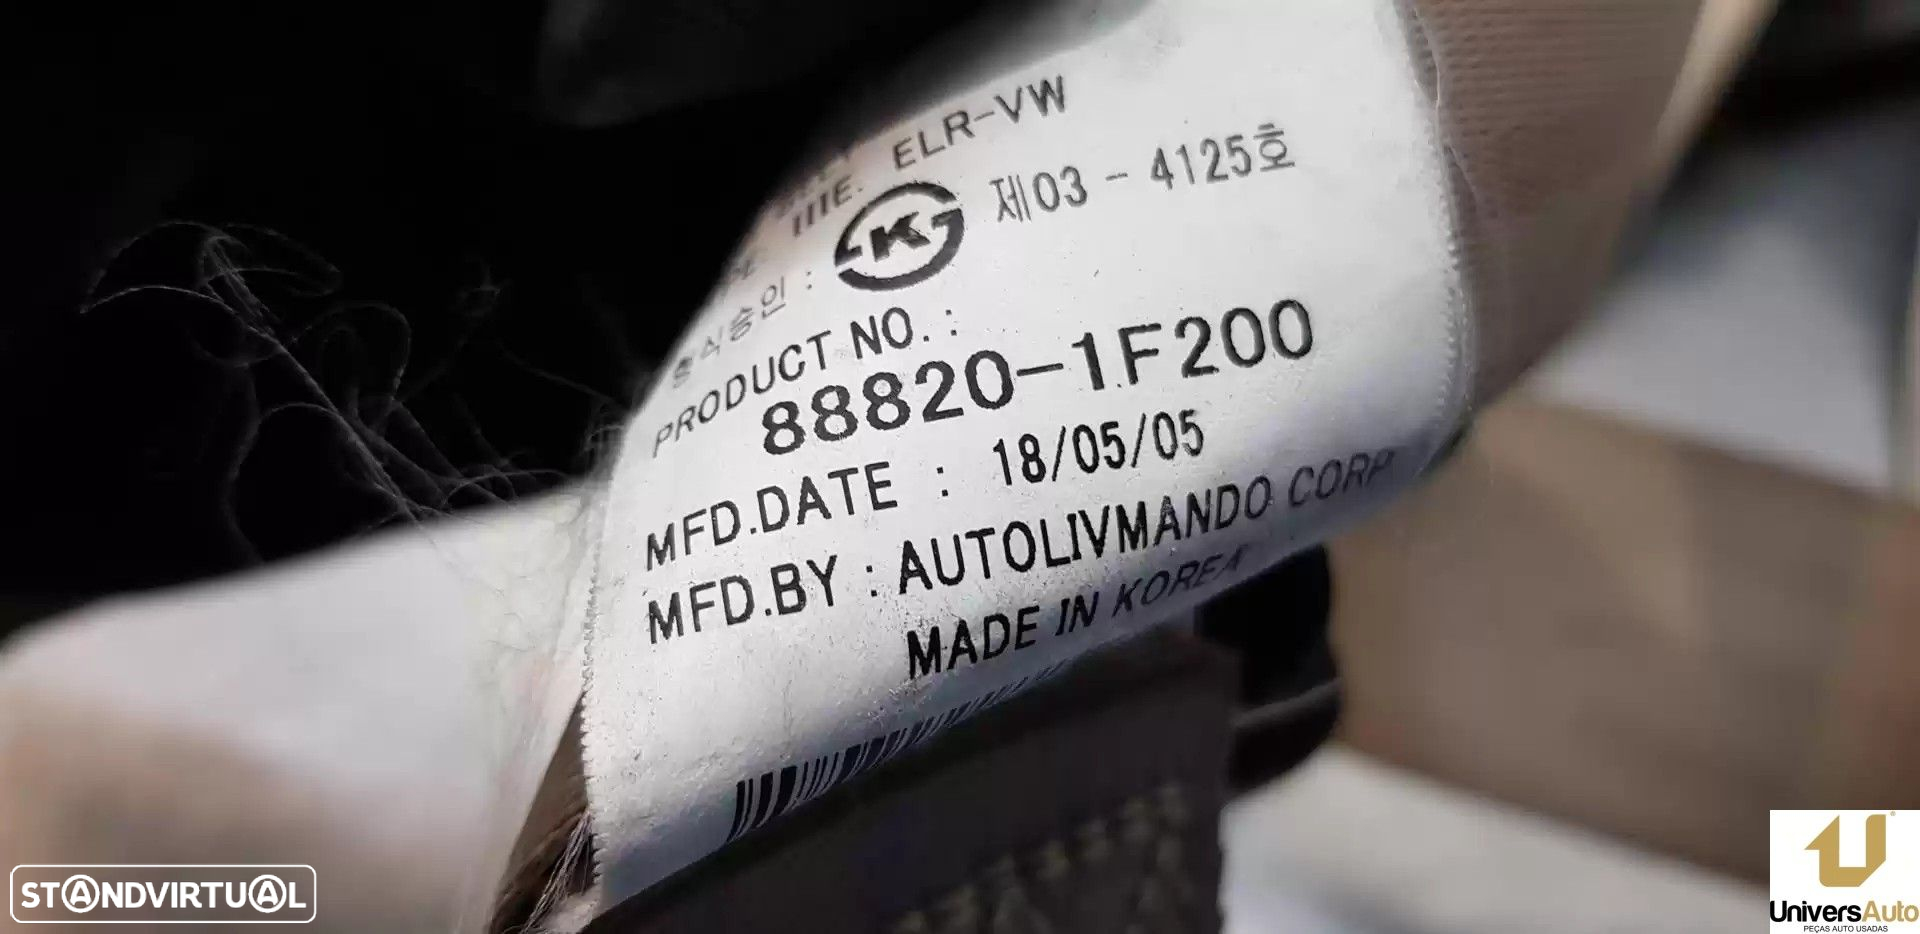 ELR-VW
K
제03 - 4125호
형식승인 :
PRODUCT NO. :
88820-1F200
MFD.DATE : 18/05/05
MFD.BY : AUTOLIVMANDO CORP
MADE IN KOREA
STANDVIRTUAL
UniversAuto
PEÇAS AUTO USADAS